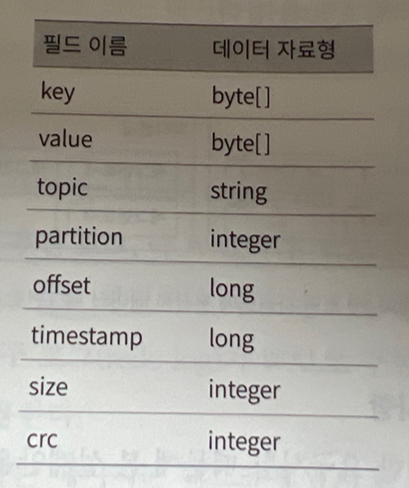 필드 이름 데이터 자료형
key byte[]
value byte[]
topic string
partition integer
offset long
timestamp long
size integer
crc integer